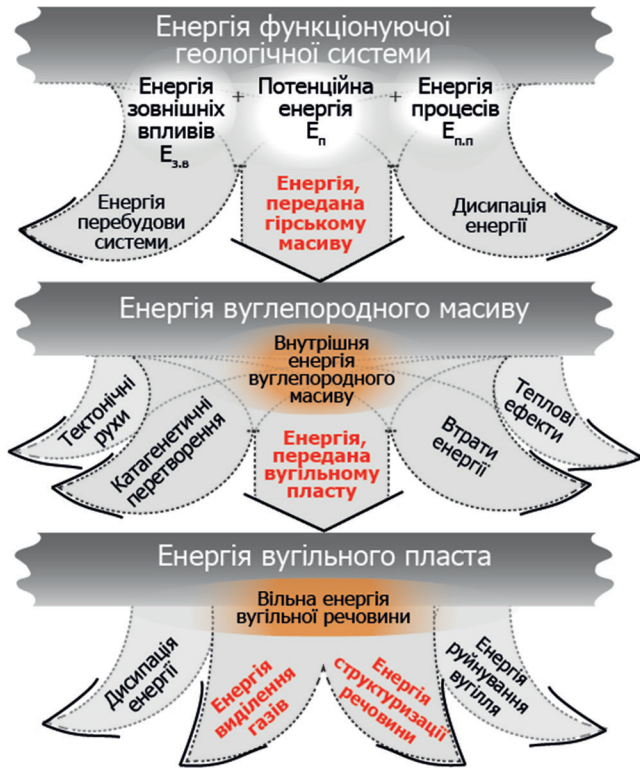 Енергія функціонуючої
геологічної системи
Енергія
зовнішніх
впливів
Eз.в
+
Потенційна
енергія
Eп
+
Енергія
процесів
Eп.п
Енергія
перебудови
системи
Енергія,
передана
гірському
масиву
Дисипація
енергії
Енергія вуглепородного масиву
Внутрішня
енергія
вуглепородного
масиву
Тектонічні
рухи
Катагенетичні
перетворення
Енергія,
передана
вугільному
пласту
Втрати
енергії
Теплові
ефекти
Енергія вугільного пласта
Вільна енергія
вугільної речовини
Дисипація
енергії
Енергія
виділення
газів
Енергія
структуризації
речовини
Енергія
руйнування
вугілля